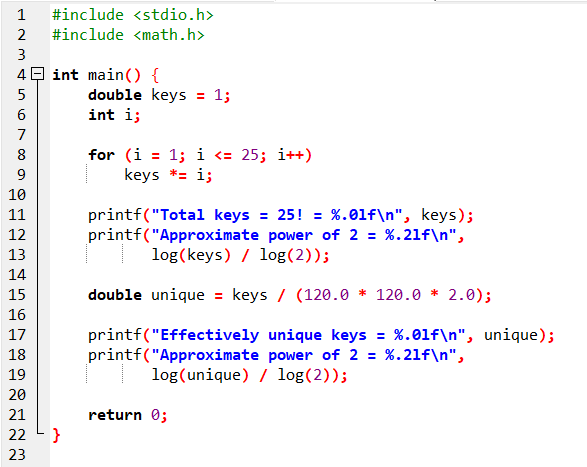 1 #include <stdio.h>
2 #include <math.h>
3
4 int main() {
5 double keys = 1;
6 int i;
7
8 for (i = 1; i <= 25; i++)
9 keys *= i;
10
11 printf("Total keys = 25! = %.0lf\n", keys);
12 printf("Approximate power of 2 = %.2lf\n",
13 log(keys) / log(2));
14
15 double unique = keys / (120.0 * 120.0 * 2.0);
16
17 printf("Effectively unique keys = %.0lf\n", unique);
18 printf("Approximate power of 2 = %.2lf\n",
19 log(unique) / log(2));
20
21 return 0;
22 }
23